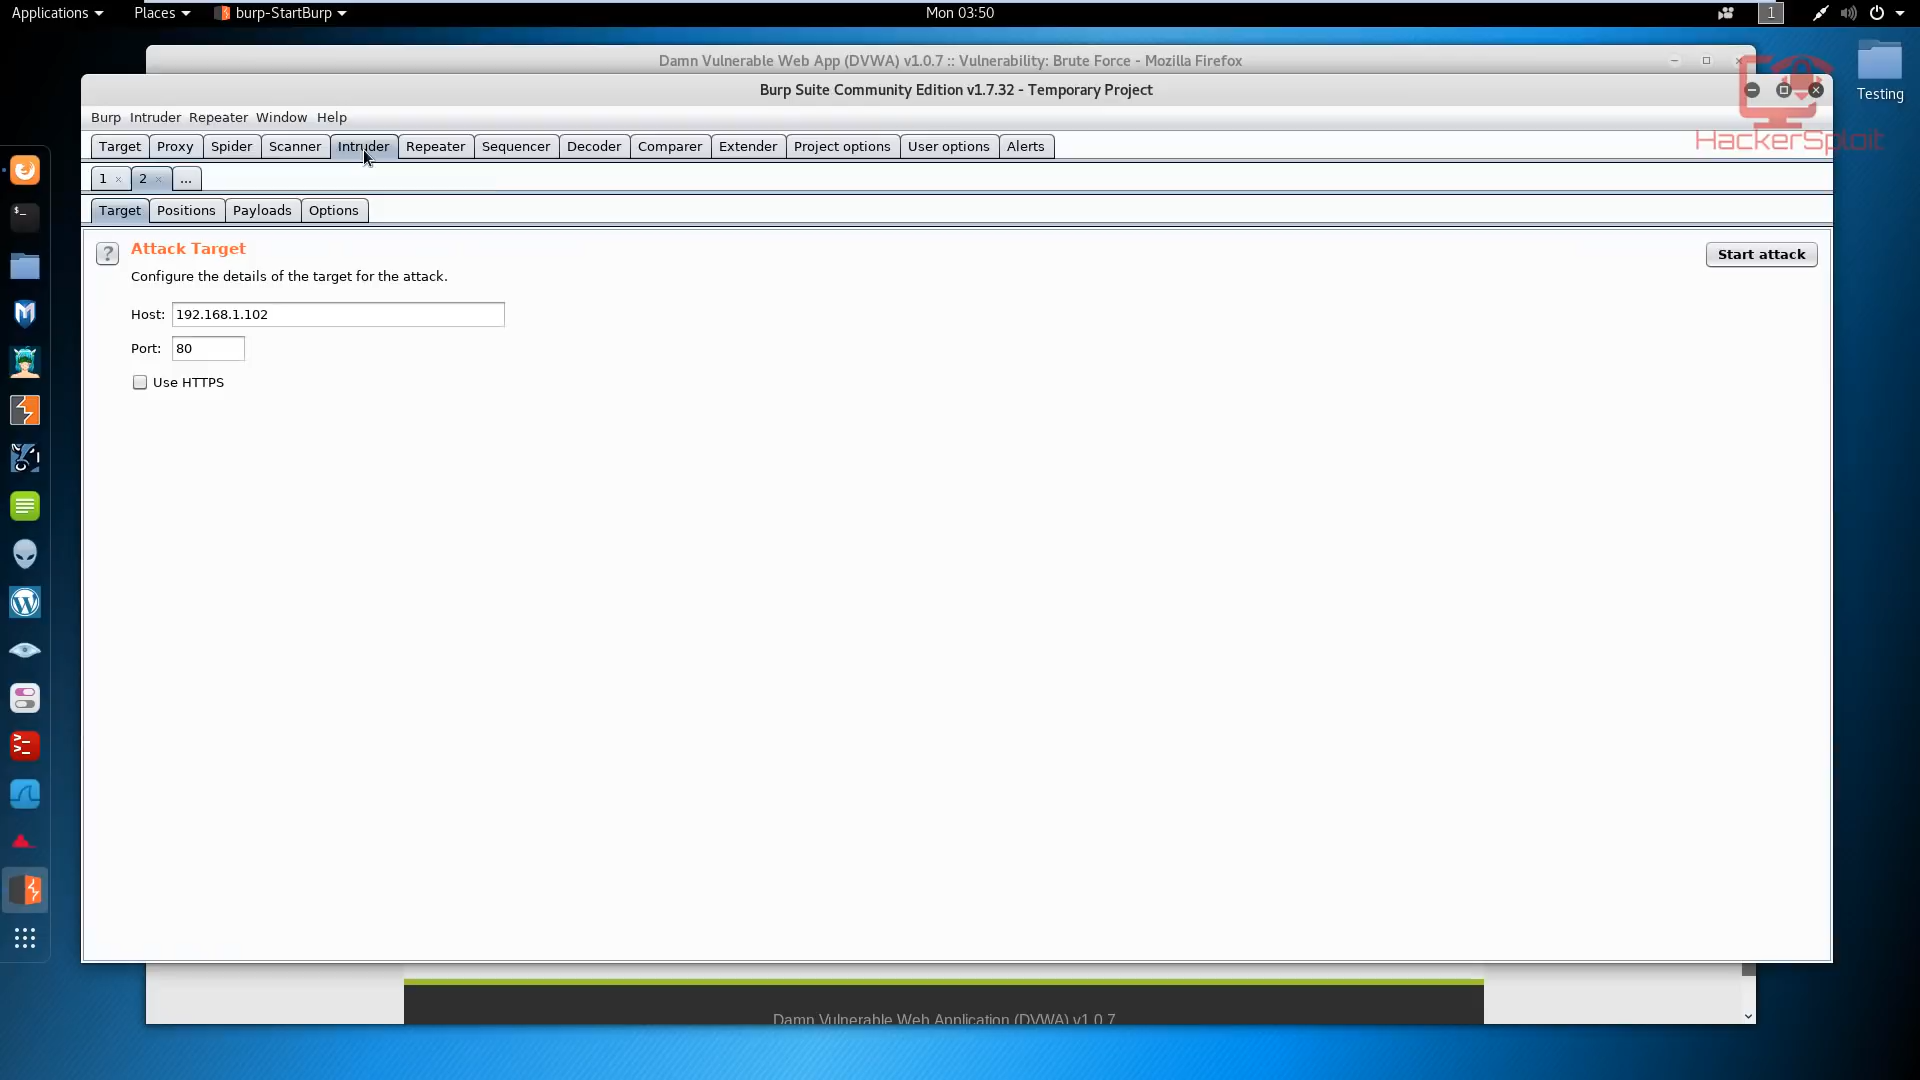 Applications Places burp-StartBurp Mon 03:50 1
Damn Vulnerable Web App (DVWA) v1.0.7 :: Vulnerability: Brute Force - Mozilla Firefox
Burp Suite Community Edition v1.7.32 - Temporary Project
Testing
HackerSploit
Burp Intruder Repeater Window Help
Target Proxy Spider Scanner Intruder Repeater Sequencer Decoder Comparer Extender Project options User options Alerts
1 × 2 × ...
Target Positions Payloads Options
? Attack Target
Start attack
Configure the details of the target for the attack.
Host: 192.168.1.102
Port: 80
Use HTTPS
Damn Vulnerable Web Application (DVWA) v1.0.7